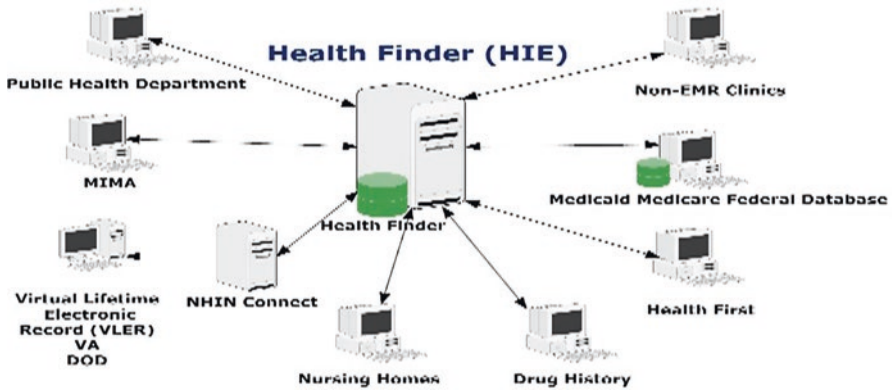 Health Finder (HIE)
Public Health Department
Non-EMR Clinics
MIMA
Medicaid Medicare Federal Database
Health Finder
NHIN Connect
Virtual Lifetime
Electronic
Record (VLER)
VA
DOD
Health First
Nursing Homes
Drug History